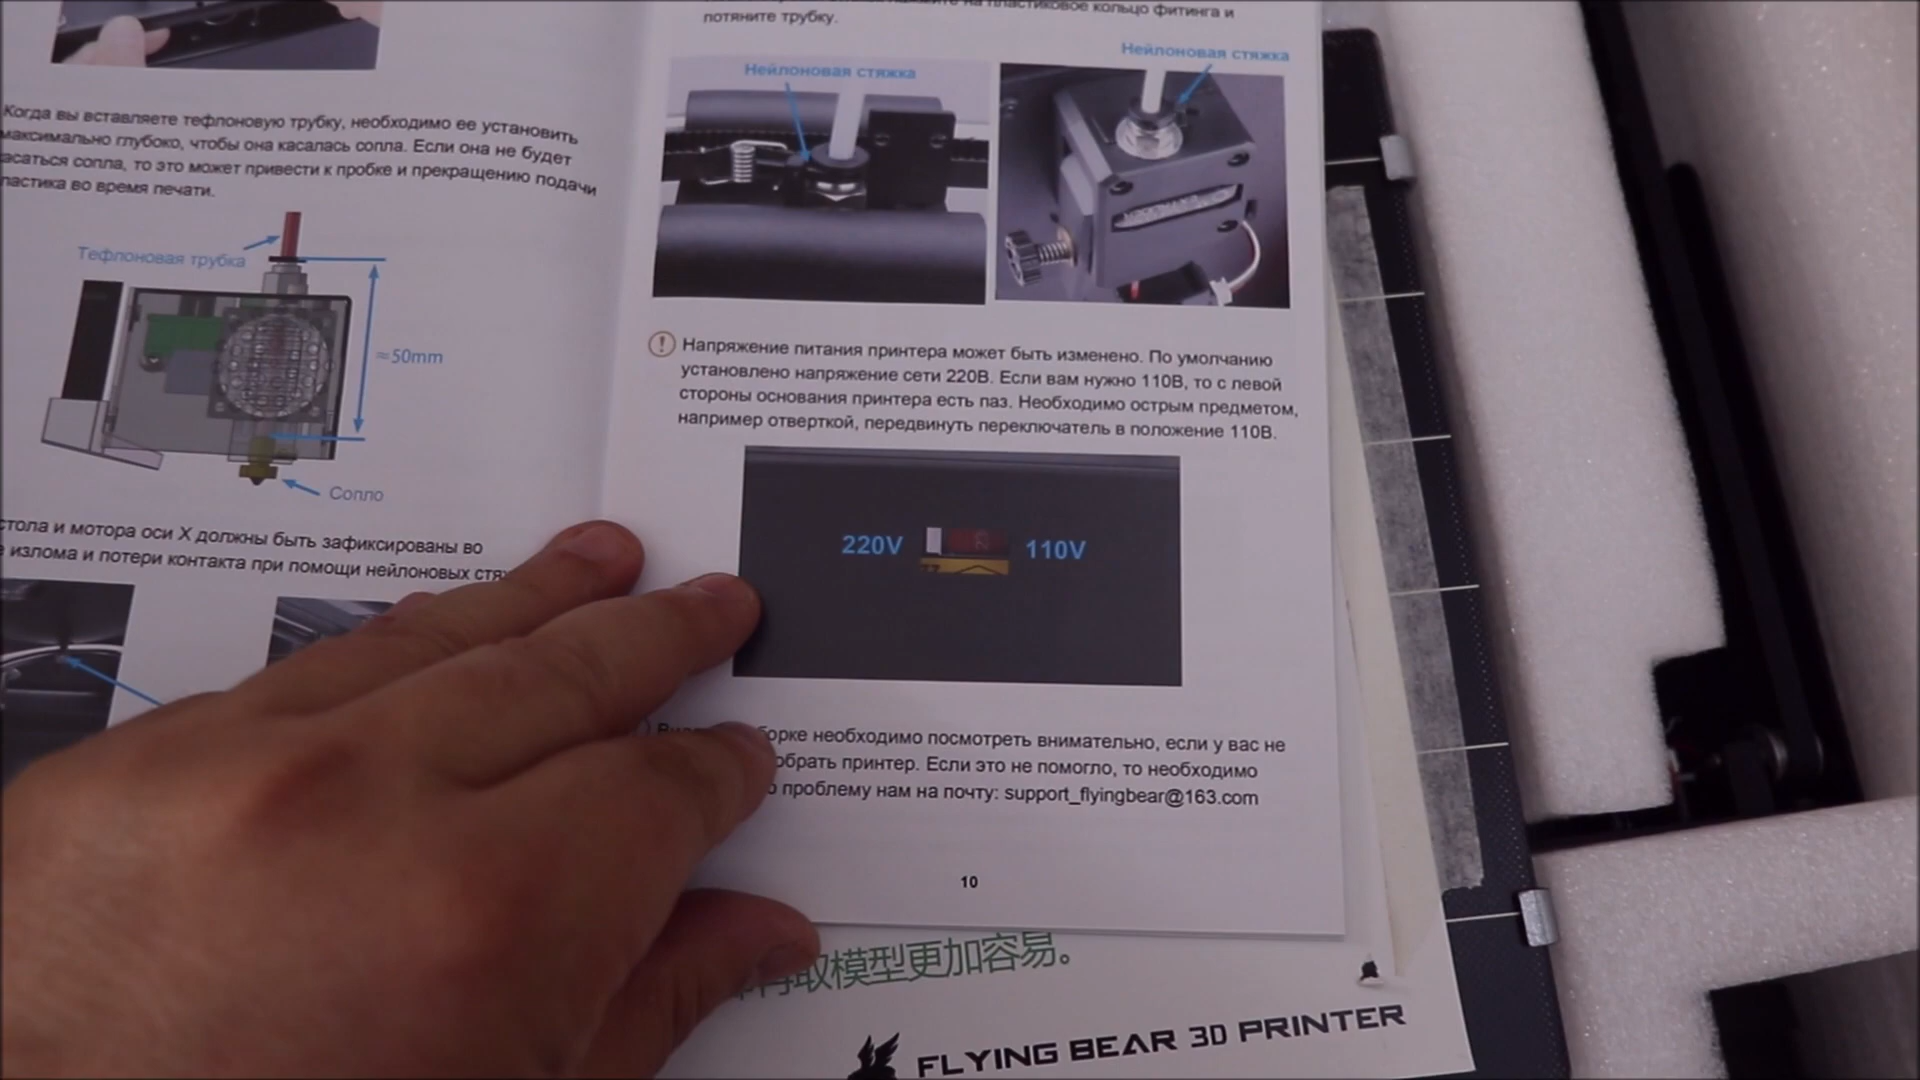 Когда вы вставляете тефлоновую трубку, необходимо ее установить
максимально глубоко, чтобы она касалась сопла. Если она не будет
касаться сопла, то это может привести к пробке и прекращению подачи
пластика во время печати.
Тефлоновая трубка
≈50mm
Сопло
стола и мотора оси X должны быть зафиксированы во
излома и потери контакта при помощи нейлоновых
на пластиковое кольцо фитинга и
потяните трубку.
Нейлоновая стяжка
Нейлоновая стяжка
! Напряжение питания принтера может быть изменено. По умолчанию
установлено напряжение сети 220В. Если вам нужно 110В, то с левой
стороны основания принтера есть паз. Необходимо острым предметом,
например отверткой, передвинуть переключатель в положение 110В.
220V 110V
необходимо посмотреть внимательно, если у вас не
принтер. Если это не помогло, то необходимо
проблему нам на почту: support_flyingbear@163.com
10
再取模型更加容易。
FLYING BEAR 3D PRINTER